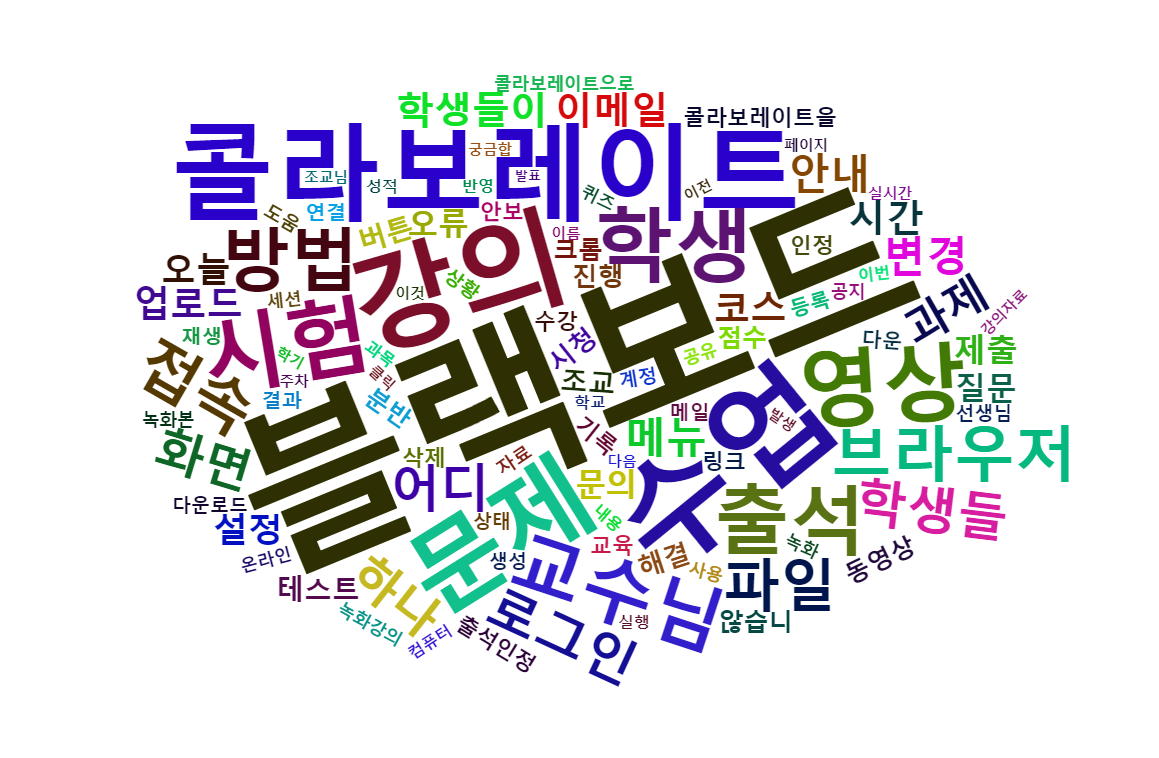 콜라보레이트으로
학생들이
이메일
콜라보레이트을
콜라보레이트
궁금합
페이지
조교님
성적
반영
발표
퀴즈
이전
안내
실시간
도움
연결
버튼
오류
안보
이름
학생
시간
방법
강의
크롬
인정
변경
오늘
상황
진행
이번
업로드
세션
이것
코스
등록
공지
과제
강의자료
시험
수강
시청
점수
다운
재생
학기
과목
공유
제출
접속
주차
클릭
조교
계정
영상
질문
결과
분반
학교
메일
업
발생
선생님
녹화본
블랙보드
기록
메뉴
브라우저
화면
삭제
자료
다음
링크
수
어디
문제
문의
출석
학생들
다운로드
설정
상태
내용
녹화
온라인
생성
교육
해결
사용
동영상
테스트
하나
교수님
파일
녹화강의
컴퓨터
출석인정
로그인
실행
않습니